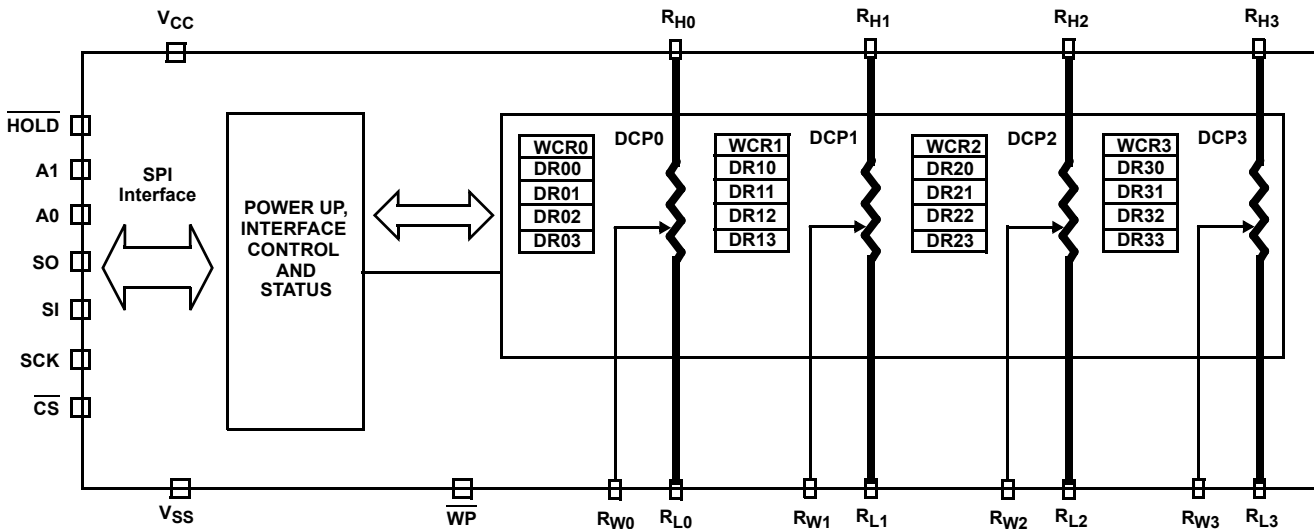 VCC
RH0
RH1
RH2
RH3
HOLD
A1
A0
SO
SI
SCK
CS
SPI
Interface
POWER UP,
INTERFACE
CONTROL
AND
STATUS
WCR0
DR00
DR01
DR02
DR03
DCP0
WCR1
DR10
DR11
DR12
DR13
DCP1
WCR2
DR20
DR21
DR22
DR23
DCP2
WCR3
DR30
DR31
DR32
DR33
DCP3
VSS
WP
RW0
RL0
RW1
RL1
RW2
RL2
RW3
RL3